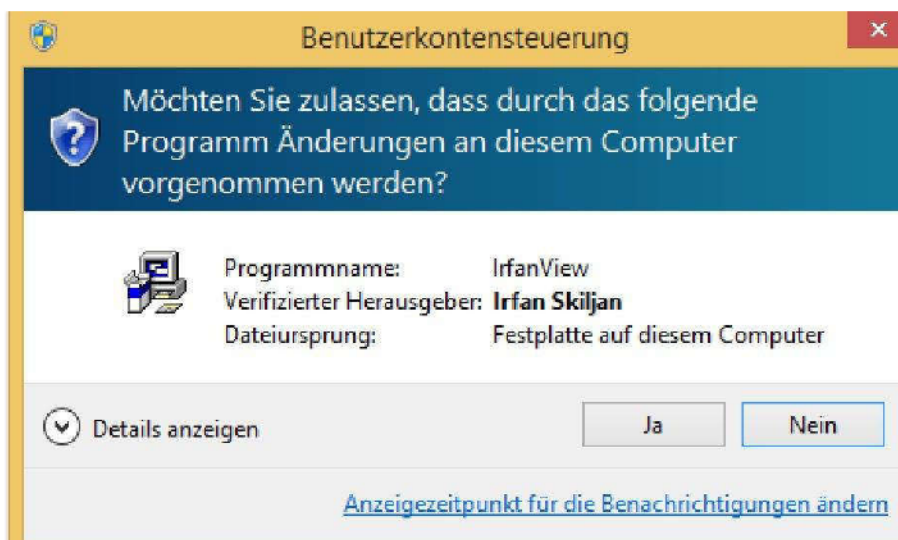 Benutzerkontensteuerung
Möchten Sie zulassen, dass durch das folgende
Programm Änderungen an diesem Computer
vorgenommen werden?
Programmname: IrfanView
Verifizierter Herausgeber: Irfan Skiljan
Dateiursprung: Festplatte auf diesem Computer
Details anzeigen Ja Nein
Anzeigezeitpunkt für die Benachrichtigungen ändern